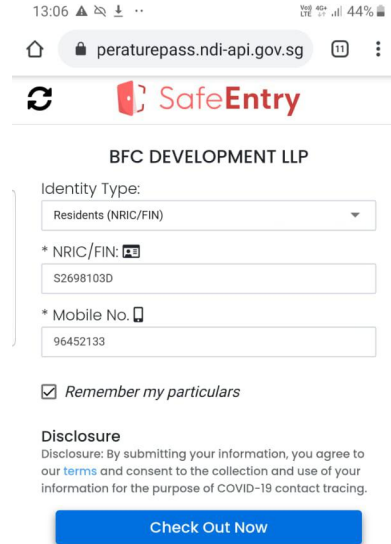 13:06
Vo)) LTE 4G+ 44%
peraturepass.ndi-api.gov.sg
11
SafeEntry
BFC DEVELOPMENT LLP
Identity Type:
Residents (NRIC/FIN)
* NRIC/FIN:
S2698103D
* Mobile No.
96452133
Remember my particulars
Disclosure
Disclosure: By submitting your information, you agree to
our terms and consent to the collection and use of your
information for the purpose of COVID-19 contact tracing.
Check Out Now